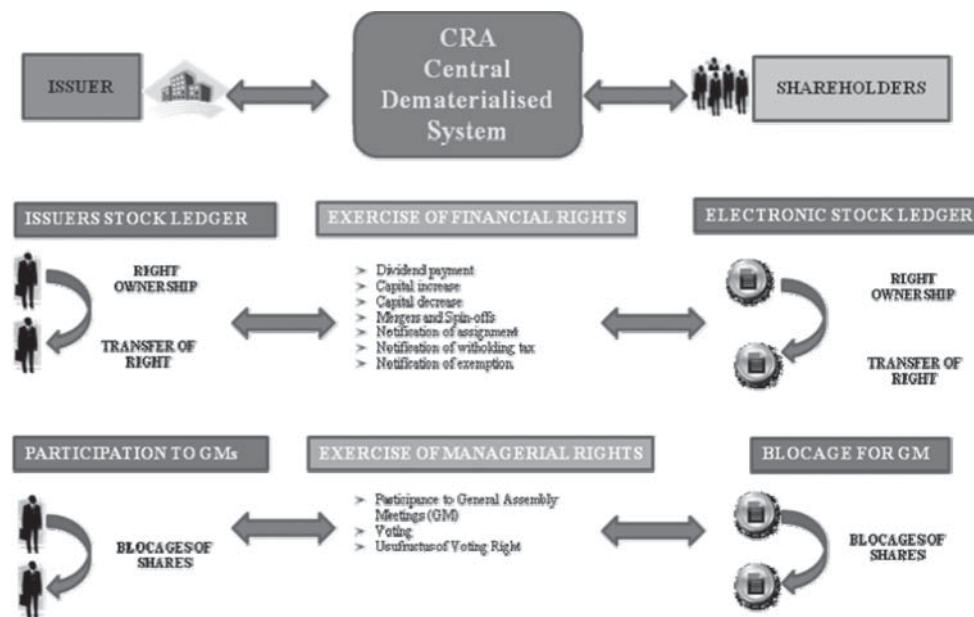 ISSUER
CRA
Central
Dematerialised
System
SHAREHOLDERS
ISSUERS STOCK LEDGER
EXERCISE OF FINANCIAL RIGHTS
ELECTRONIC STOCK LEDGER
RIGHT
OWNERSHIP
TRANSFER OF
RIGHT
➢ Dividend payment
➢ Capital increase
➢ Capital decrease
➢ Mergers and Spin-offs
➢ Notification of assignment
➢ Notification of witholding tax
➢ Notification of exemption.
RIGHT
OWNERSHIP
TRANSFER OF
RIGHT
PARTICIPATION TO GMs
EXERCISE OF MANAGERIAL RIGHTS
BLOCAGE FOR GM
BLOCAGES OF
SHARES
➢ Participance to General Assembly
Meetings (GM)
➢ Voting
➢ Usufructus of Voting Right
BLOCAGES OF
SHARES